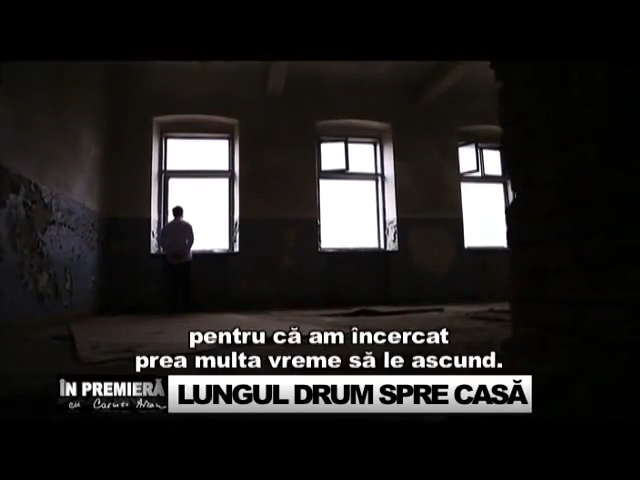 pentru că am încercat
prea multa vreme să le ascund.
ÎN PREMIERĂ
cu Carmen Avram
LUNGUL DRUM SPRE CASĂ